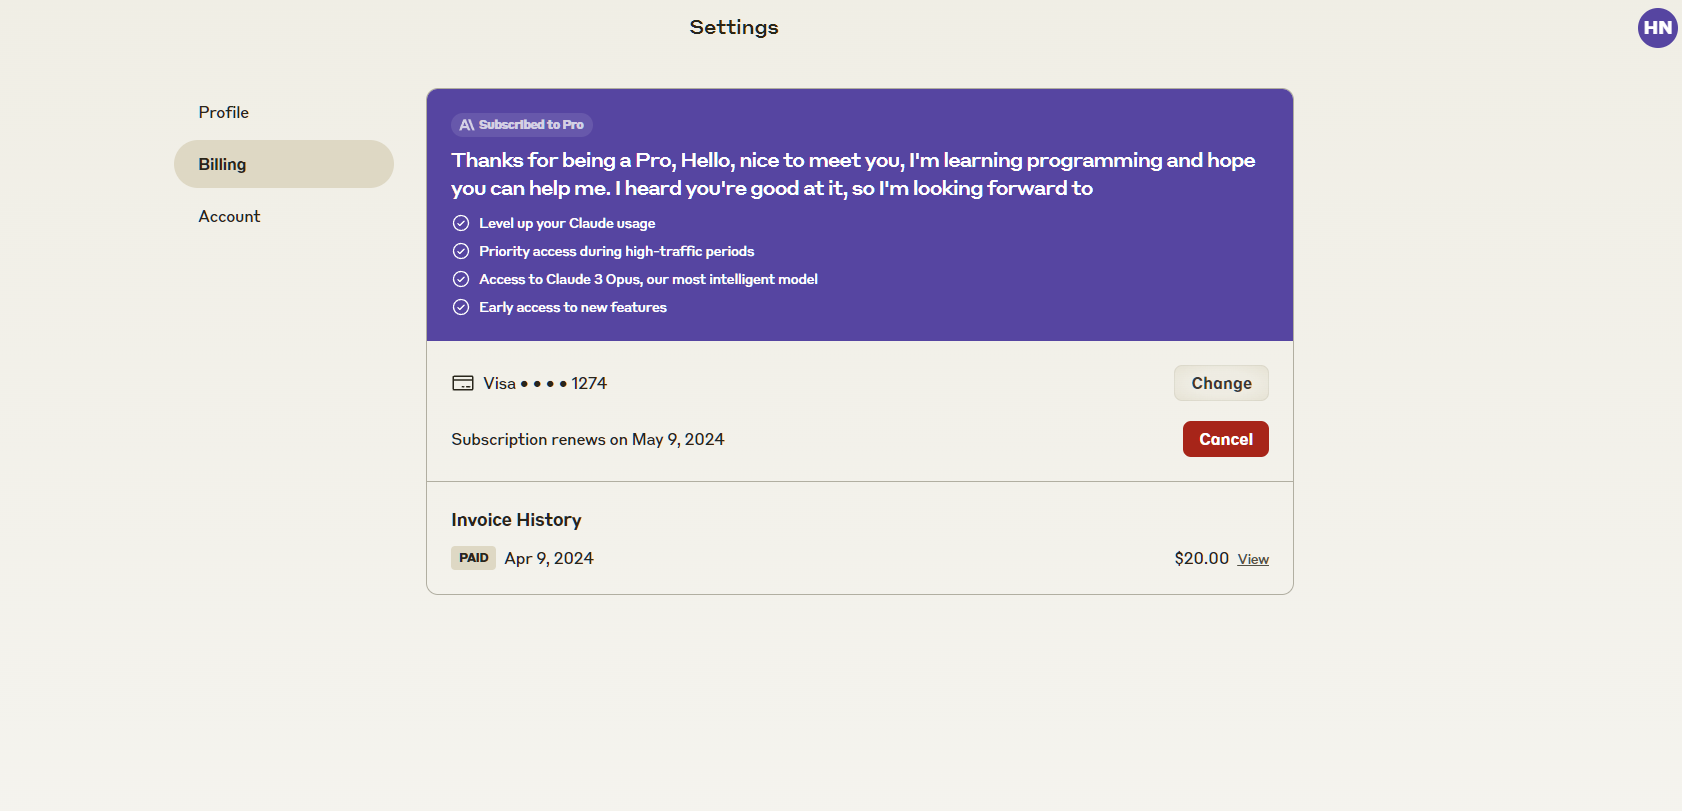 Settings
HN
Profile
Billing
Account
A\ Subscribed to Pro
Thanks for being a Pro, Hello, nice to meet you, I'm learning programming and hope
you can help me. I heard you're good at it, so I'm looking forward to
Level up your Claude usage
Priority access during high-traffic periods
Access to Claude 3 Opus, our most intelligent model
Early access to new features
Visa •••• 1274
Change
Subscription renews on May 9, 2024
Cancel
Invoice History
PAID Apr 9, 2024
$20.00 View